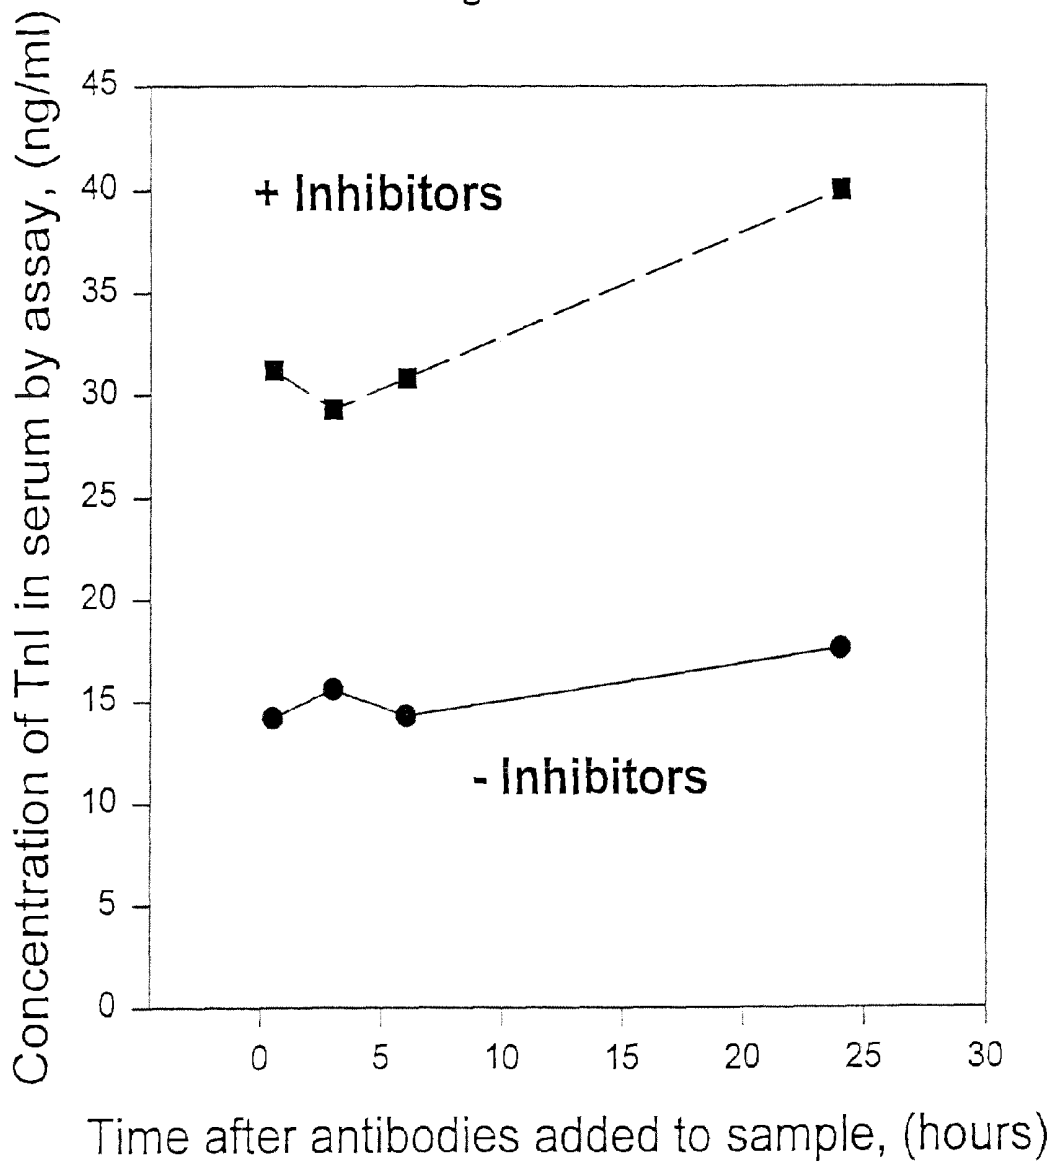 Concentration of TnI in serum by assay, (ng/ml)
45
40
35
30
25
20
15
10
5
0
+ Inhibitors
- Inhibitors
0 5 10 15 20 25 30
Time after antibodies added to sample, (hours)